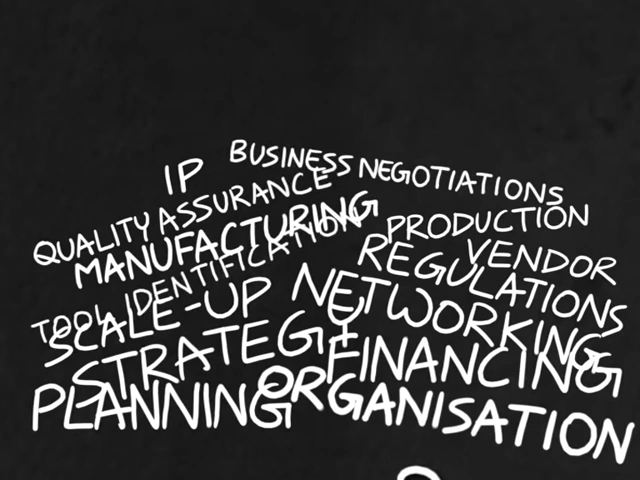 BUSINESS NEGOTIATIONS
IP
QUALITY ASSURANCE
PRODUCTION
MANUFACTURING
VENDOR
TOOL IDENTIFICATION
REGULATIONS
SCALE-UP
NETWORKING
STRATEGY
FINANCING
PLANNING
ORGANISATION